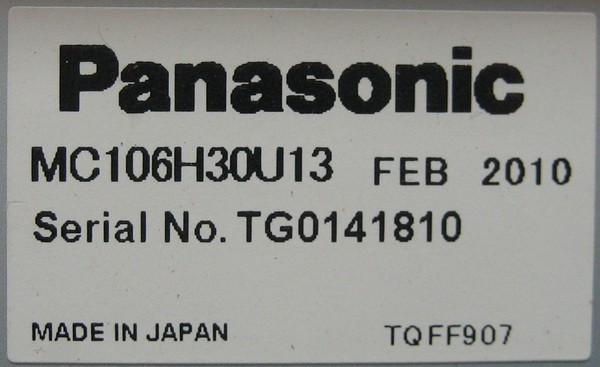 Panasonic
MC106H30U13 FEB 2010
Serial No. TG0141810
MADE IN JAPAN TQFF907